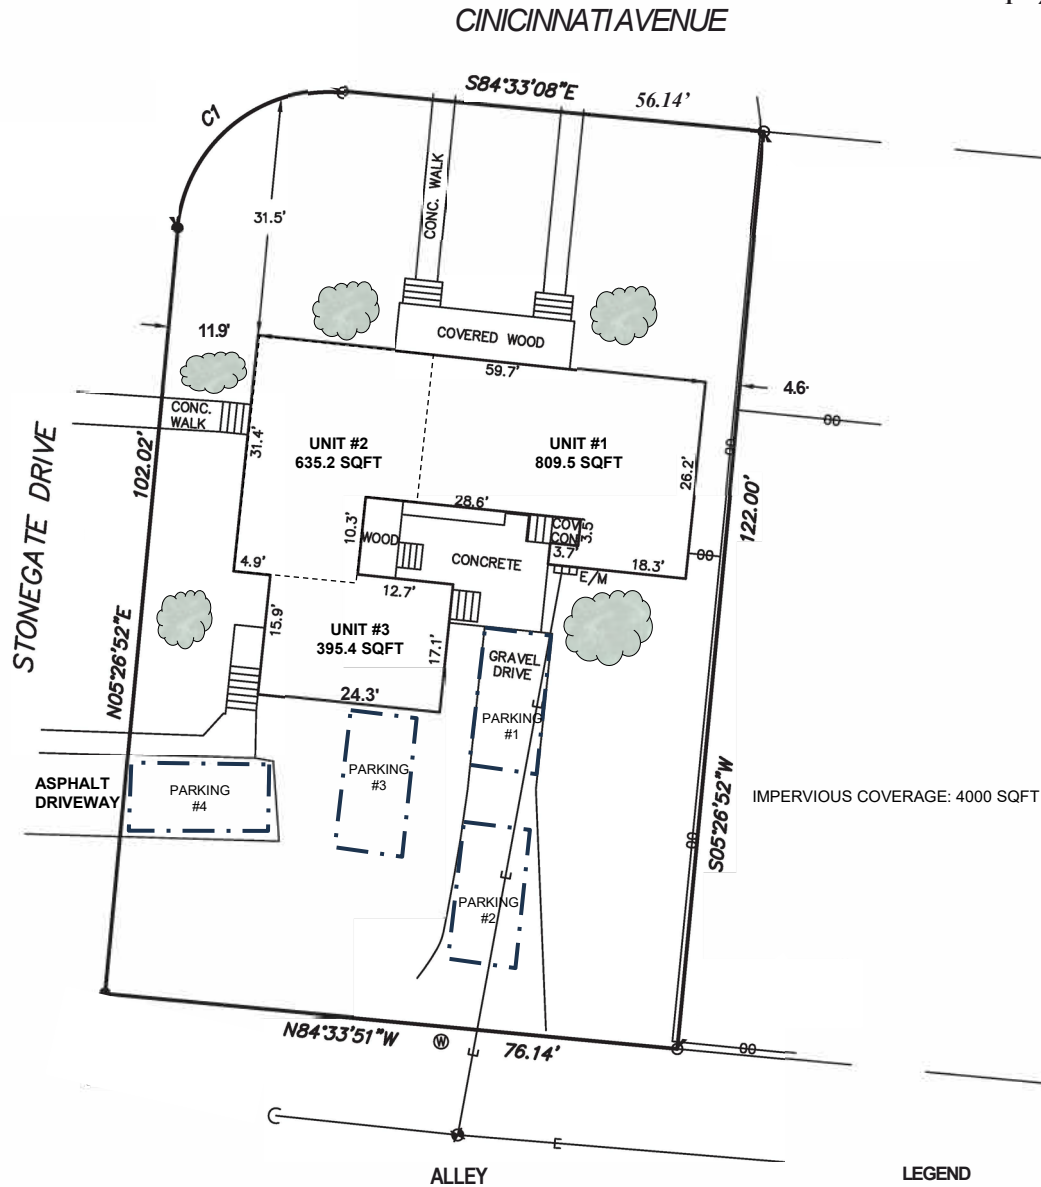 CINICINNATI AVENUE
S84°33'08"E
56.14'
C1
CONC. WALK
31.5'
11.9'
COVERED WOOD
59.7'
4.6
CONC.
WALK
31.4'
UNIT #2
635.2 SQFT
UNIT #1
809.5 SQFT
26.2'
102.02'
122.00'
STONEGATE DRIVE
28.6'
10.3'
WOOD
COV
CON
3.5
3.7'
CONCRETE
18.3'
E/M
4.9'
12.7'
15.9'
UNIT #3
395.4 SQFT
17.1'
24.3'
N05°26'52"E
GRAVEL
DRIVE
E
PARKING
#1
PARKING
#3
ASPHALT
DRIVEWAY
PARKING
#4
IMPERVIOUS COVERAGE: 4000 SQFT
S05°26'52"W
E
PARKING
#2
N84°33'51"W
W
76.14'
E
E
ALLEY
LEGEND